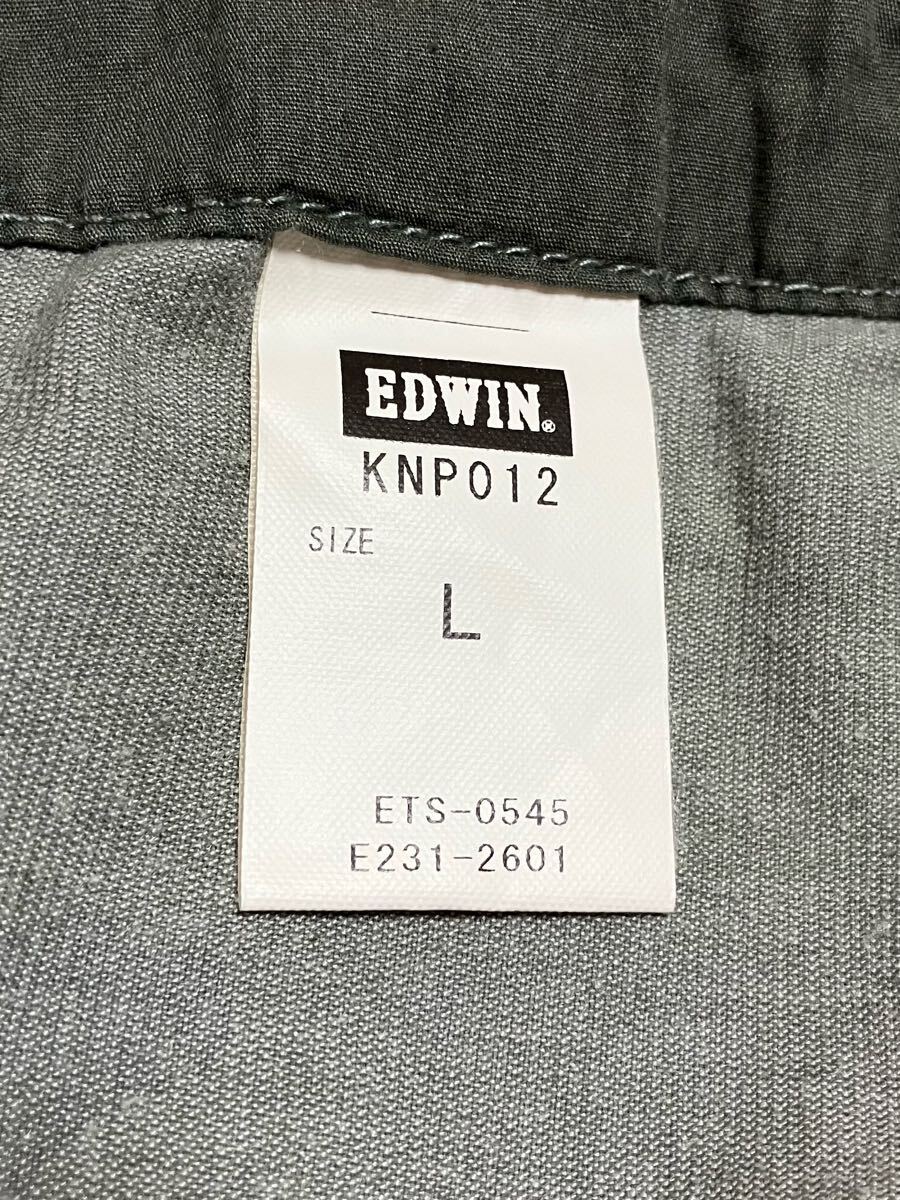 EDWIN®
KNP012
SIZE
L
ETS-0545
E231-2601